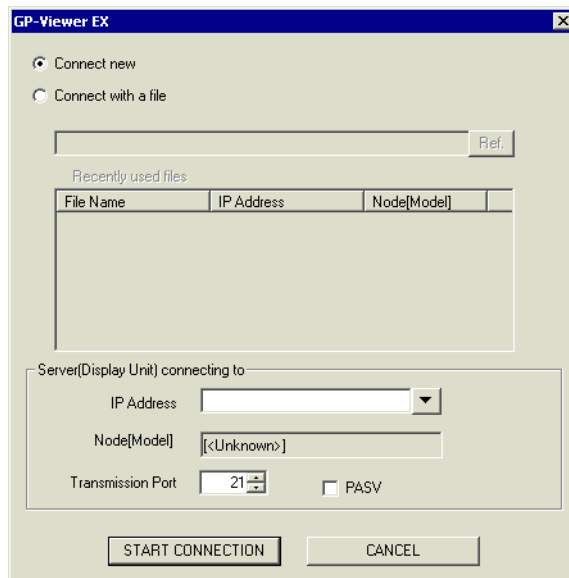 GP-Viewer EX
Connect new
Connect with a file
Ref.
Recently used files
File Name IP Address Node[Model]
Server(Display Unit) connecting to
IP Address
Node[Model] [<Unknown>]
Transmission Port 21 PASV
START CONNECTION CANCEL